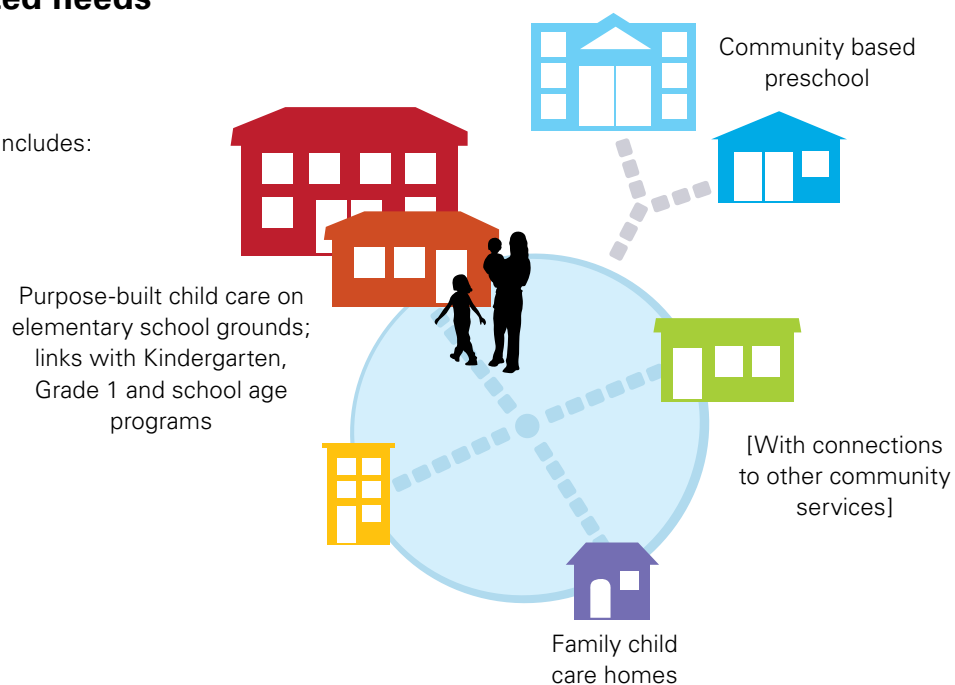 needs
Community based
preschool
ncludes:
Purpose-built child care on
elementary school grounds;
links with Kindergarten,
Grade 1 and school age
programs
[With connections
to other community
services]
Family child
care homes